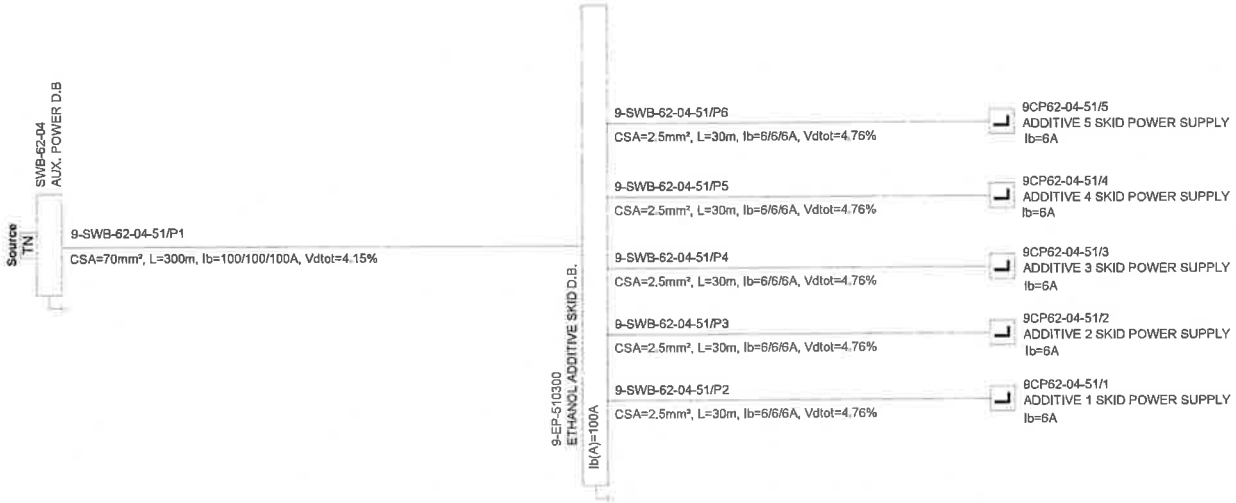 Source
TN
SWB-62-04
AUX. POWER D.B
9-SWB-62-04-51/P1
CSA=70mm², L=300m, Ib=100/100/100A, Vdtot=4.15%
9-EP-510300
ETHANOL ADDITIVE SKID D.B.
Ib(A)=100A
9-SWB-62-04-51/P6
CSA=2.5mm², L=30m, Ib=6/6/6A, Vdtot=4.76%
L
9CP62-04-51/5
ADDITIVE 5 SKID POWER SUPPLY
Ib=6A
9-SWB-62-04-51/P5
CSA=2.5mm², L=30m, Ib=6/6/6A, Vdtot=4.76%
L
9CP62-04-51/4
ADDITIVE 4 SKID POWER SUPPLY
Ib=6A
9-SWB-62-04-51/P4
CSA=2.5mm², L=30m, Ib=6/6/6A, Vdtot=4.76%
L
9CP62-04-51/3
ADDITIVE 3 SKID POWER SUPPLY
Ib=6A
9-SWB-62-04-51/P3
CSA=2.5mm², L=30m, Ib=6/6/6A, Vdtot=4.76%
L
9CP62-04-51/2
ADDITIVE 2 SKID POWER SUPPLY
Ib=6A
9-SWB-62-04-51/P2
CSA=2.5mm², L=30m, Ib=6/6/6A, Vdtot=4.76%
L
9CP62-04-51/1
ADDITIVE 1 SKID POWER SUPPLY
Ib=6A